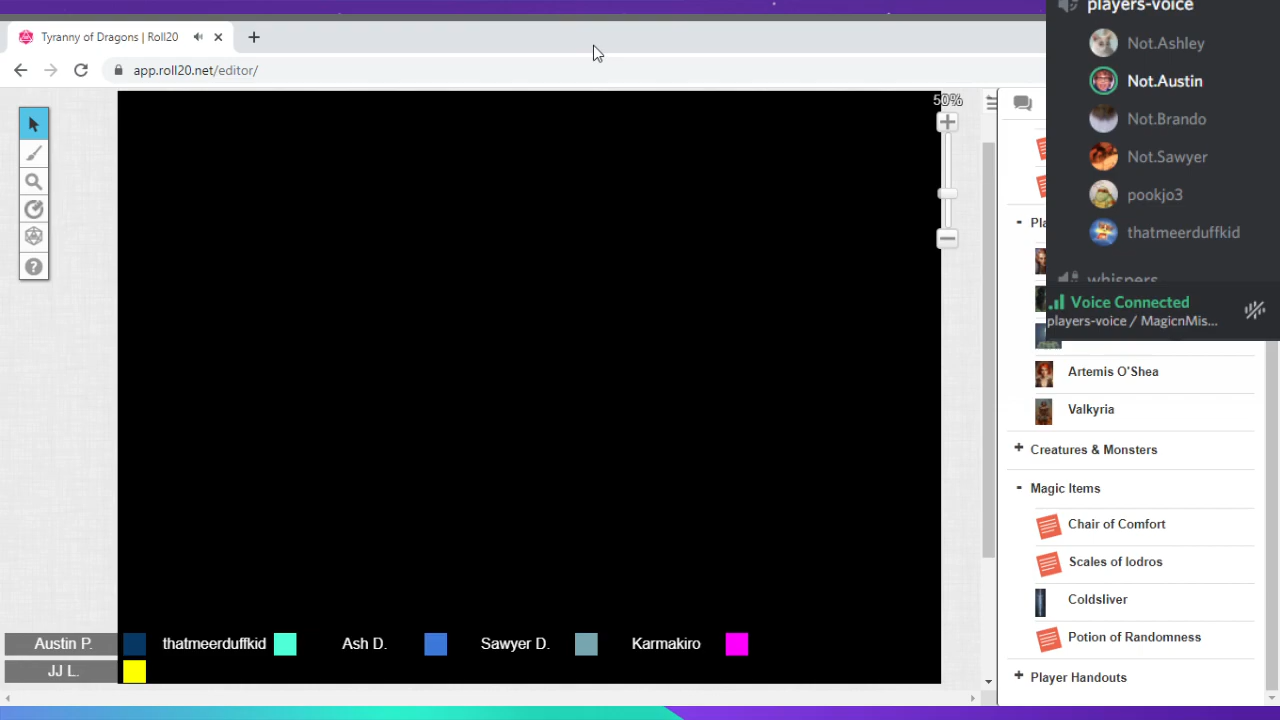 Tyranny of Dragons | Roll20
app.roll20.net/editor/
50%
players-voice
Not.Ashley
Not.Austin
Not.Brando
Not.Sawyer
pookjo3
thatmeerduffkid
whispers
Voice Connected
players-voice / MagicnMis...
Artemis O'Shea
Valkyria
Creatures & Monsters
Magic Items
Chair of Comfort
Scales of Iodros
Coldsliver
Potion of Randomness
Player Handouts
Austin P.
thatmeerduffkid
Ash D.
Sawyer D.
Karmakiro
JJ L.